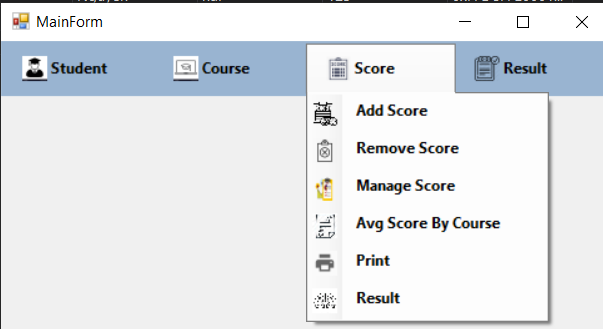 MainForm
Student
Course
Score
Result
Add Score
Remove Score
Manage Score
Avg Score By Course
Print
Result